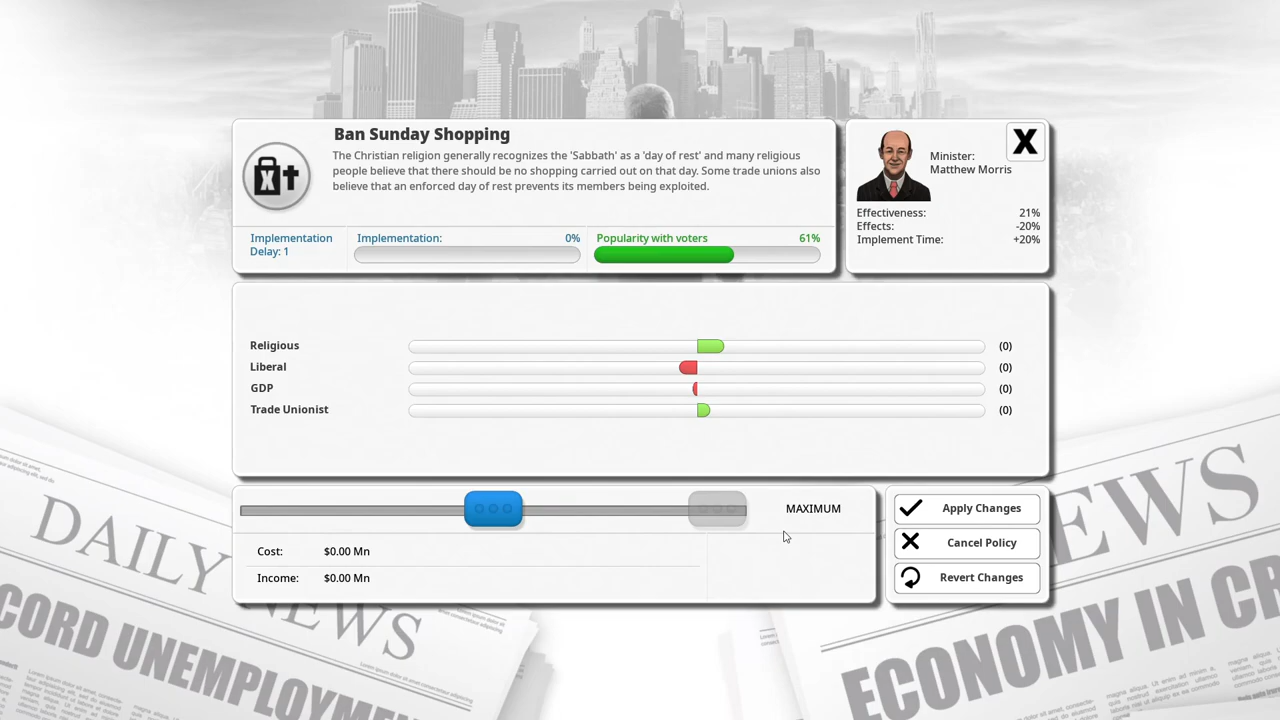 Ban Sunday Shopping
The Christian religion generally recognizes the 'Sabbath' as a 'day of rest' and many religious
people believe that there should be no shopping carried out on that day. Some trade unions also
believe that an enforced day of rest prevents its members being exploited.
Implementation
Delay: 1
Implementation: 0%
Popularity with voters 61%
X
Minister:
Matthew Morris
Effectiveness: 21%
Effects: -20%
Implement Time: +20%
Religious (0)
Liberal (0)
GDP (0)
Trade Unionist (0)
MAXIMUM
Cost: $0.00 Mn
Income: $0.00 Mn
Apply Changes
Cancel Policy
Revert Changes
DAILY NEWS
CORD UNEMPLOYME
EWS
ECONOMY IN CR